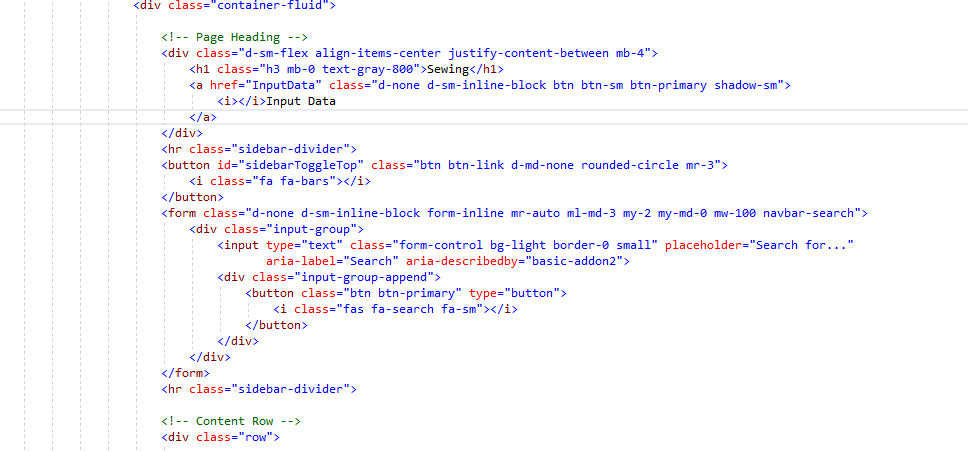 <div class="container-fluid">
<!-- Page Heading -->
<div class="d-sm-flex align-items-center justify-content-between mb-4">
<h1 class="h3 mb-0 text-gray-800">Sewing</h1>
<a href="InputData" class="d-none d-sm-inline-block btn btn-sm btn-primary shadow-sm">
<i></i>Input Data
</a>
</div>
<hr class="sidebar-divider">
<button id="sidebarToggleTop" class="btn btn-link d-md-none rounded-circle mr-3">
<i class="fa fa-bars"></i>
</button>
<form class="d-none d-sm-inline-block form-inline mr-auto ml-md-3 my-2 my-md-0 mw-100 navbar-search">
<div class="input-group">
<input type="text" class="form-control bg-light border-0 small" placeholder="Search for..."
aria-label="Search" aria-describedby="basic-addon2">
<div class="input-group-append">
<button class="btn btn-primary" type="button">
<i class="fas fa-search fa-sm"></i>
</button>
</div>
</div>
</form>
<hr class="sidebar-divider">
<!-- Content Row -->
<div class="row">